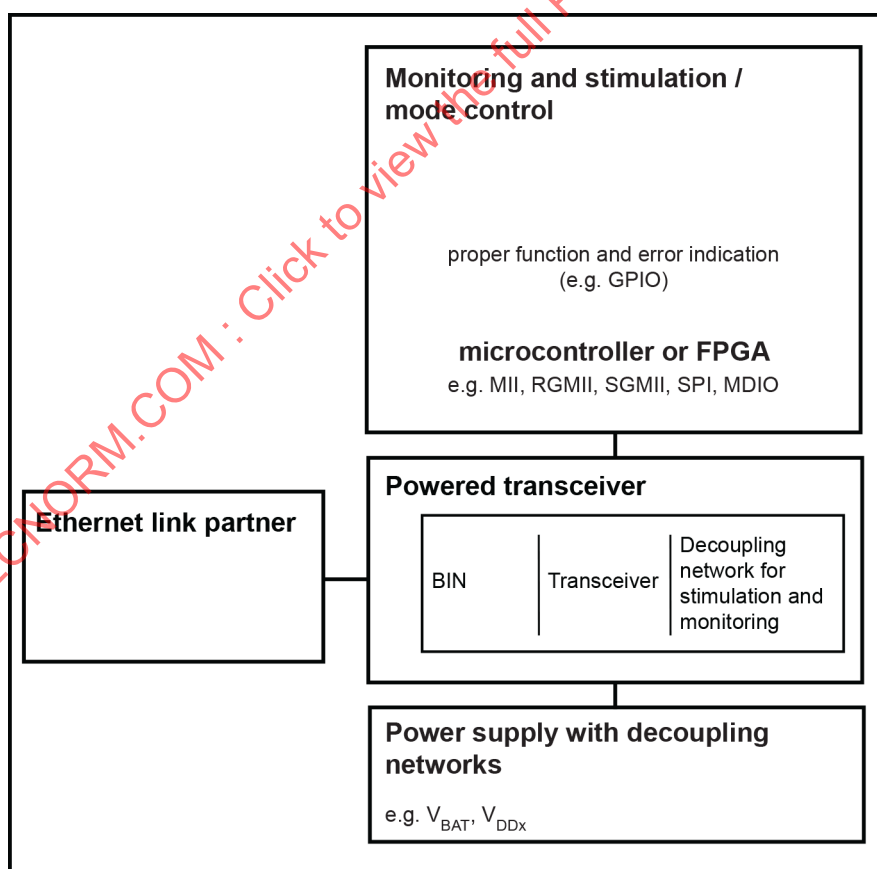 Monitoring and stimulation /
mode control
proper function and error indication
(e.g. GPIO)
microcontroller or FPGA
e.g. MII, RGMII, SGMII, SPI, MDIO
Powered transceiver
BIN
Transceiver
Decoupling
network for
stimulation and
monitoring
Ethernet link partner
Power supply with decoupling
networks
e.g. VBAT, VDDx
ECNORM.COM : Click to view the full